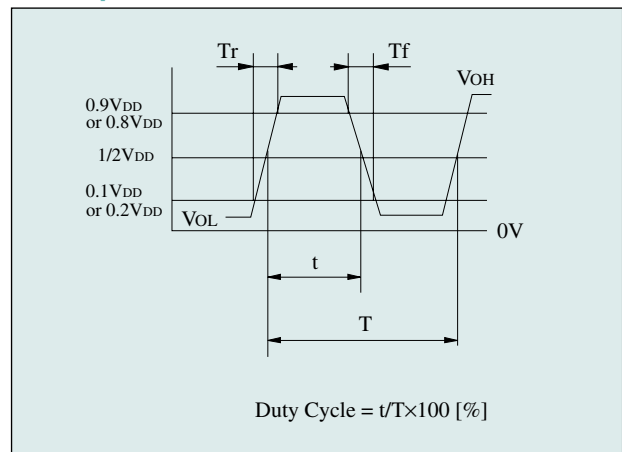 Tr
Tf
VOH
0.9VDD
or 0.8VDD
1/2VDD
0.1VDD
or 0.2VDD
VOL
0V
t
T
Duty Cycle = t/T×100 [%]